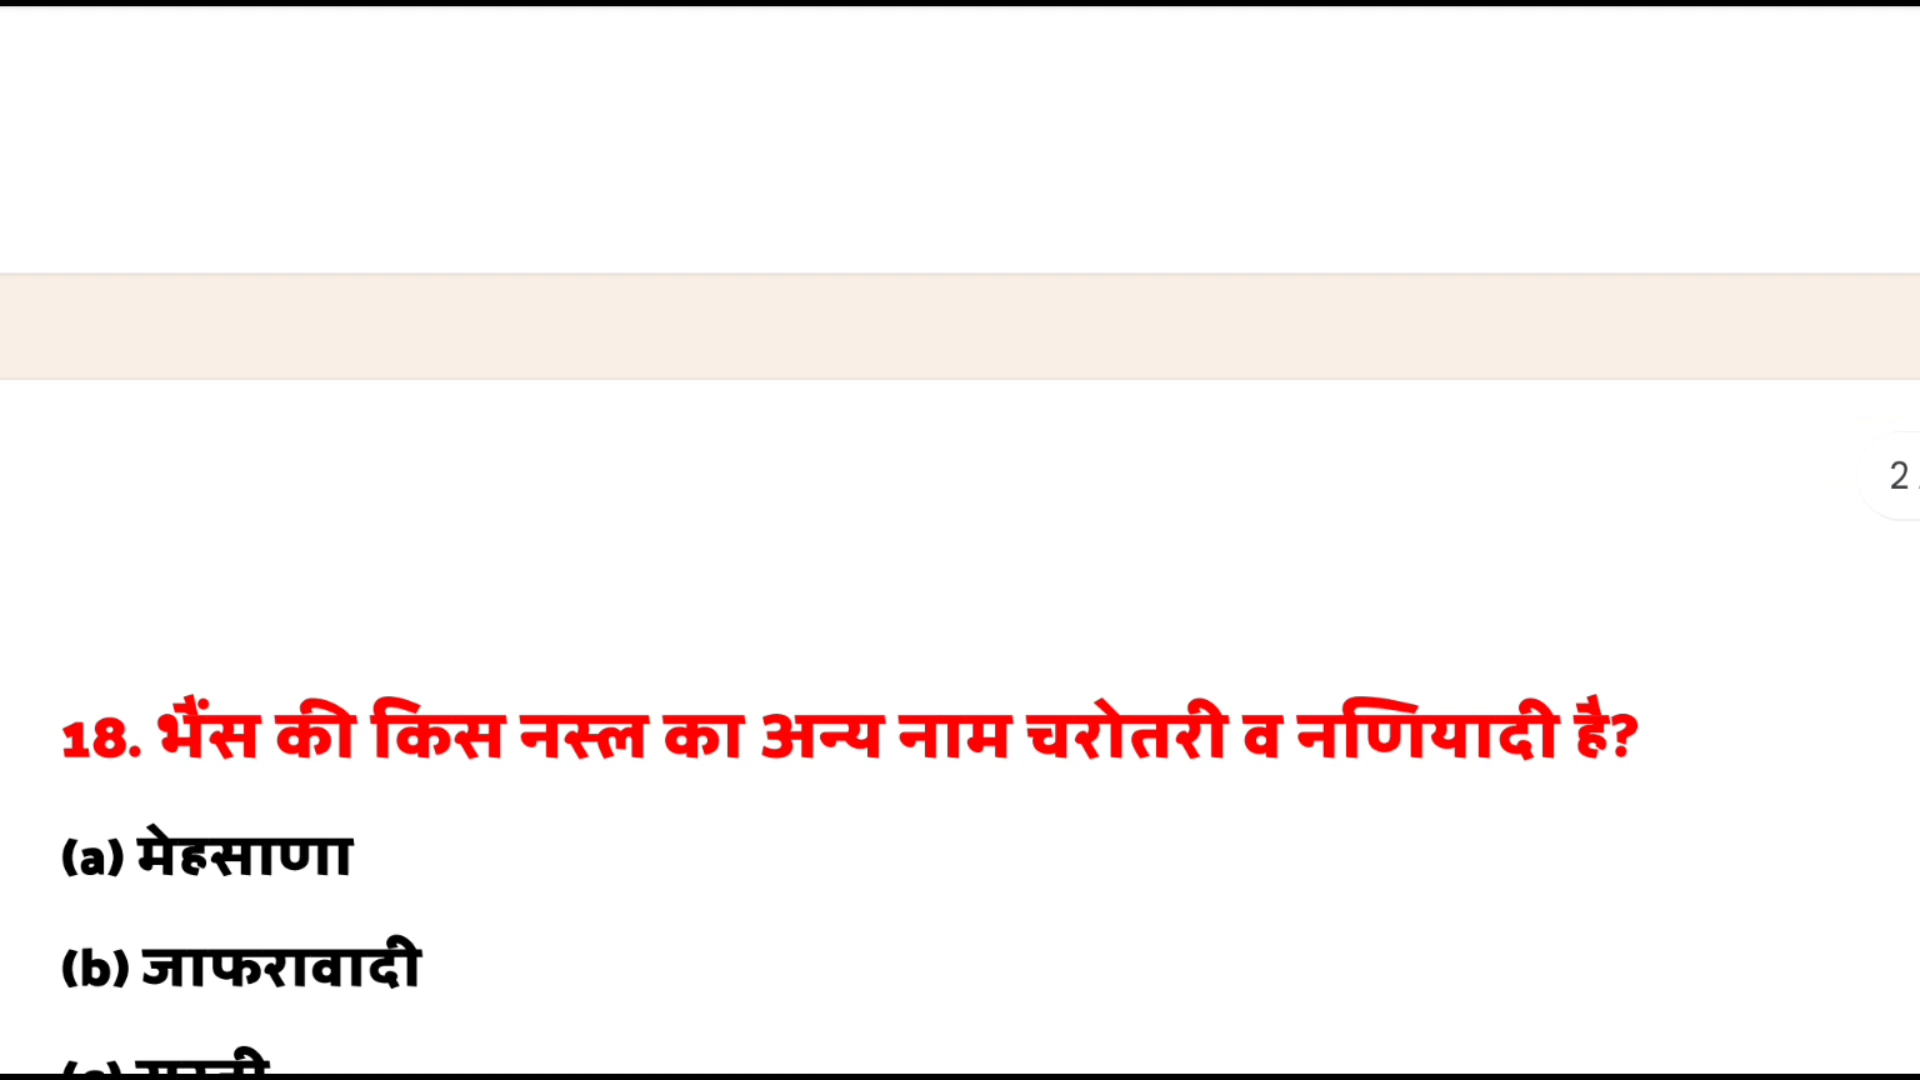 2
18. भैंस की किस नस्ल का अन्य नाम चरोतरी व नणियादी है?
(a) मेहसाणा
(b) जाफरावादी